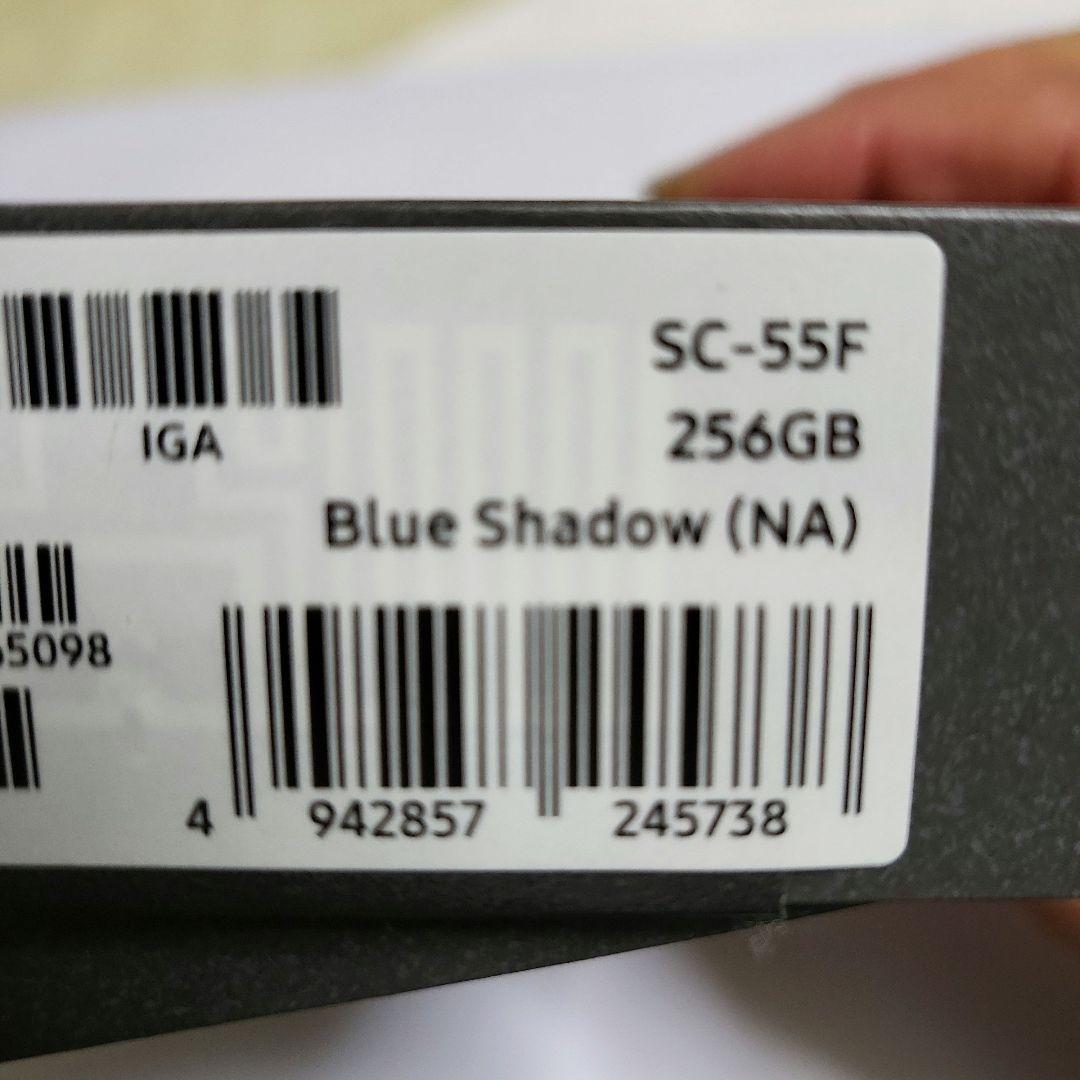 IGA
SC-55F
256GB
Blue Shadow (NA)
5098
4 942857 245738